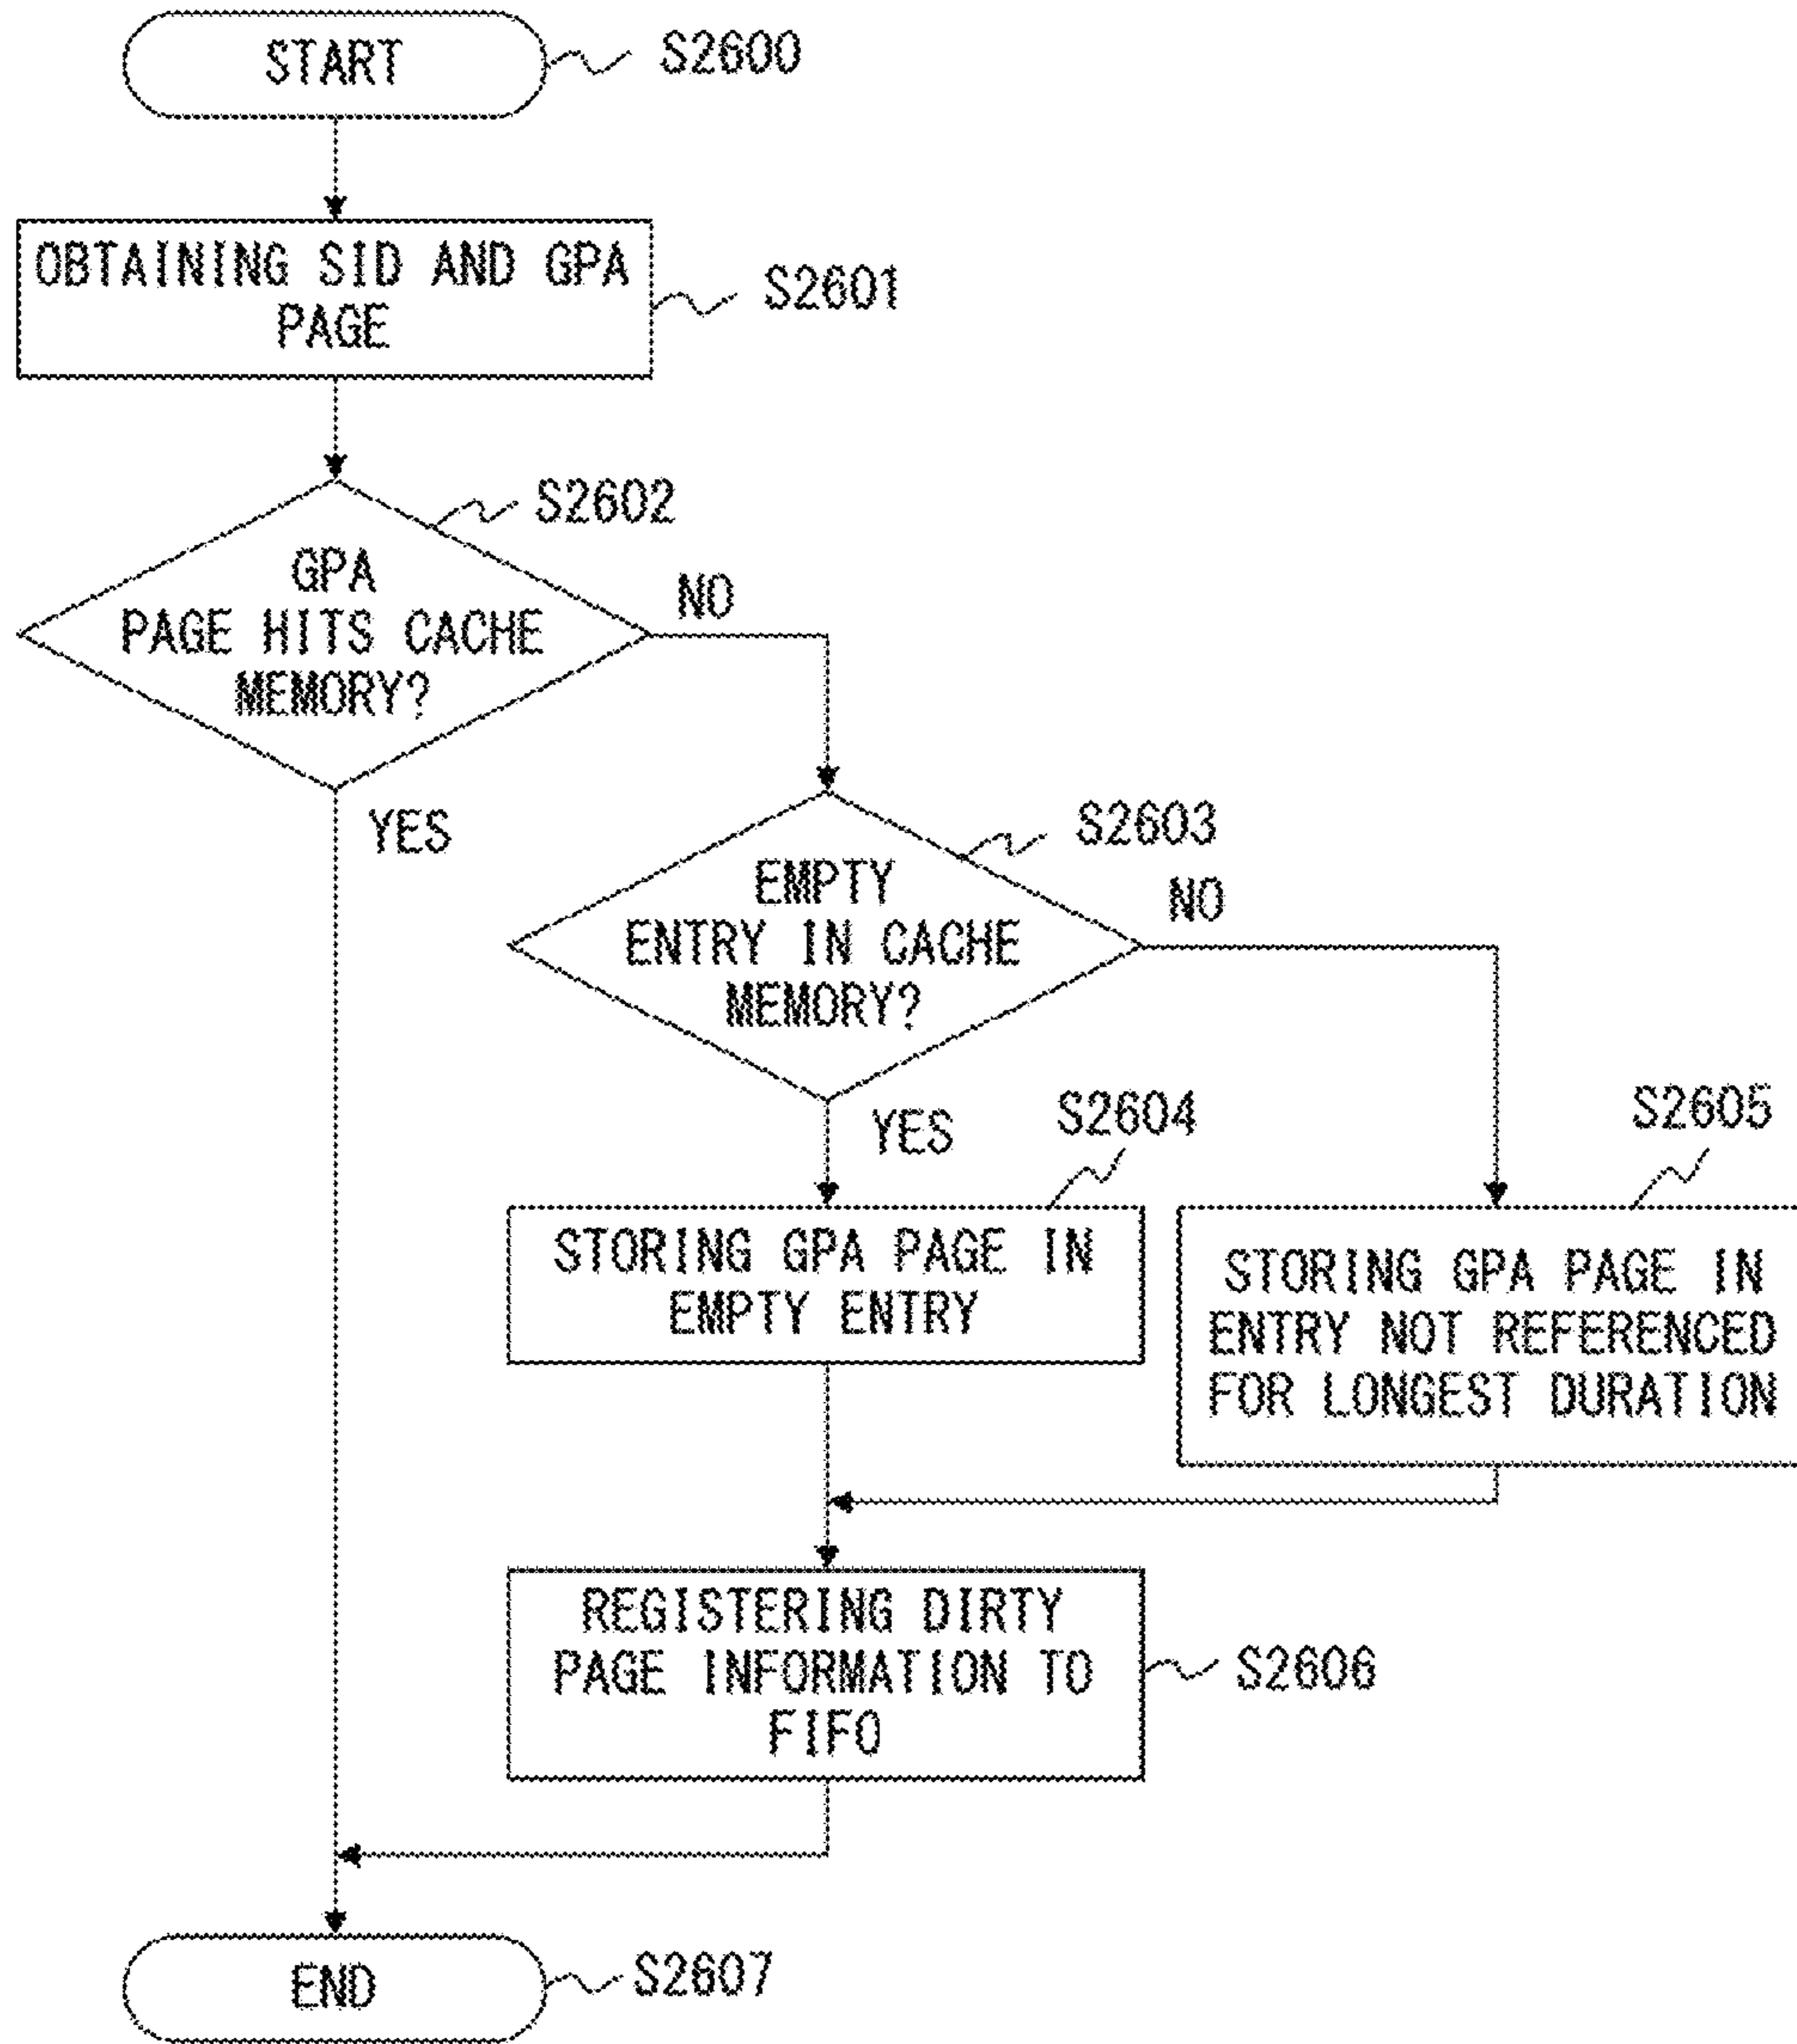 START
S2600
OBTAINING SID AND GPA
PAGE
S2601
S2602
GPA
PAGE HITS CACHE
MEMORY?
NO
YES
S2603
EMPTY
ENTRY IN CACHE
MEMORY?
NO
YES
S2604
S2605
STORING GPA PAGE IN
EMPTY ENTRY
STORING GPA PAGE IN
ENTRY NOT REFERENCED
FOR LONGEST DURATION
REGISTERING DIRTY
PAGE INFORMATION TO
FIFO
S2606
END
S2607